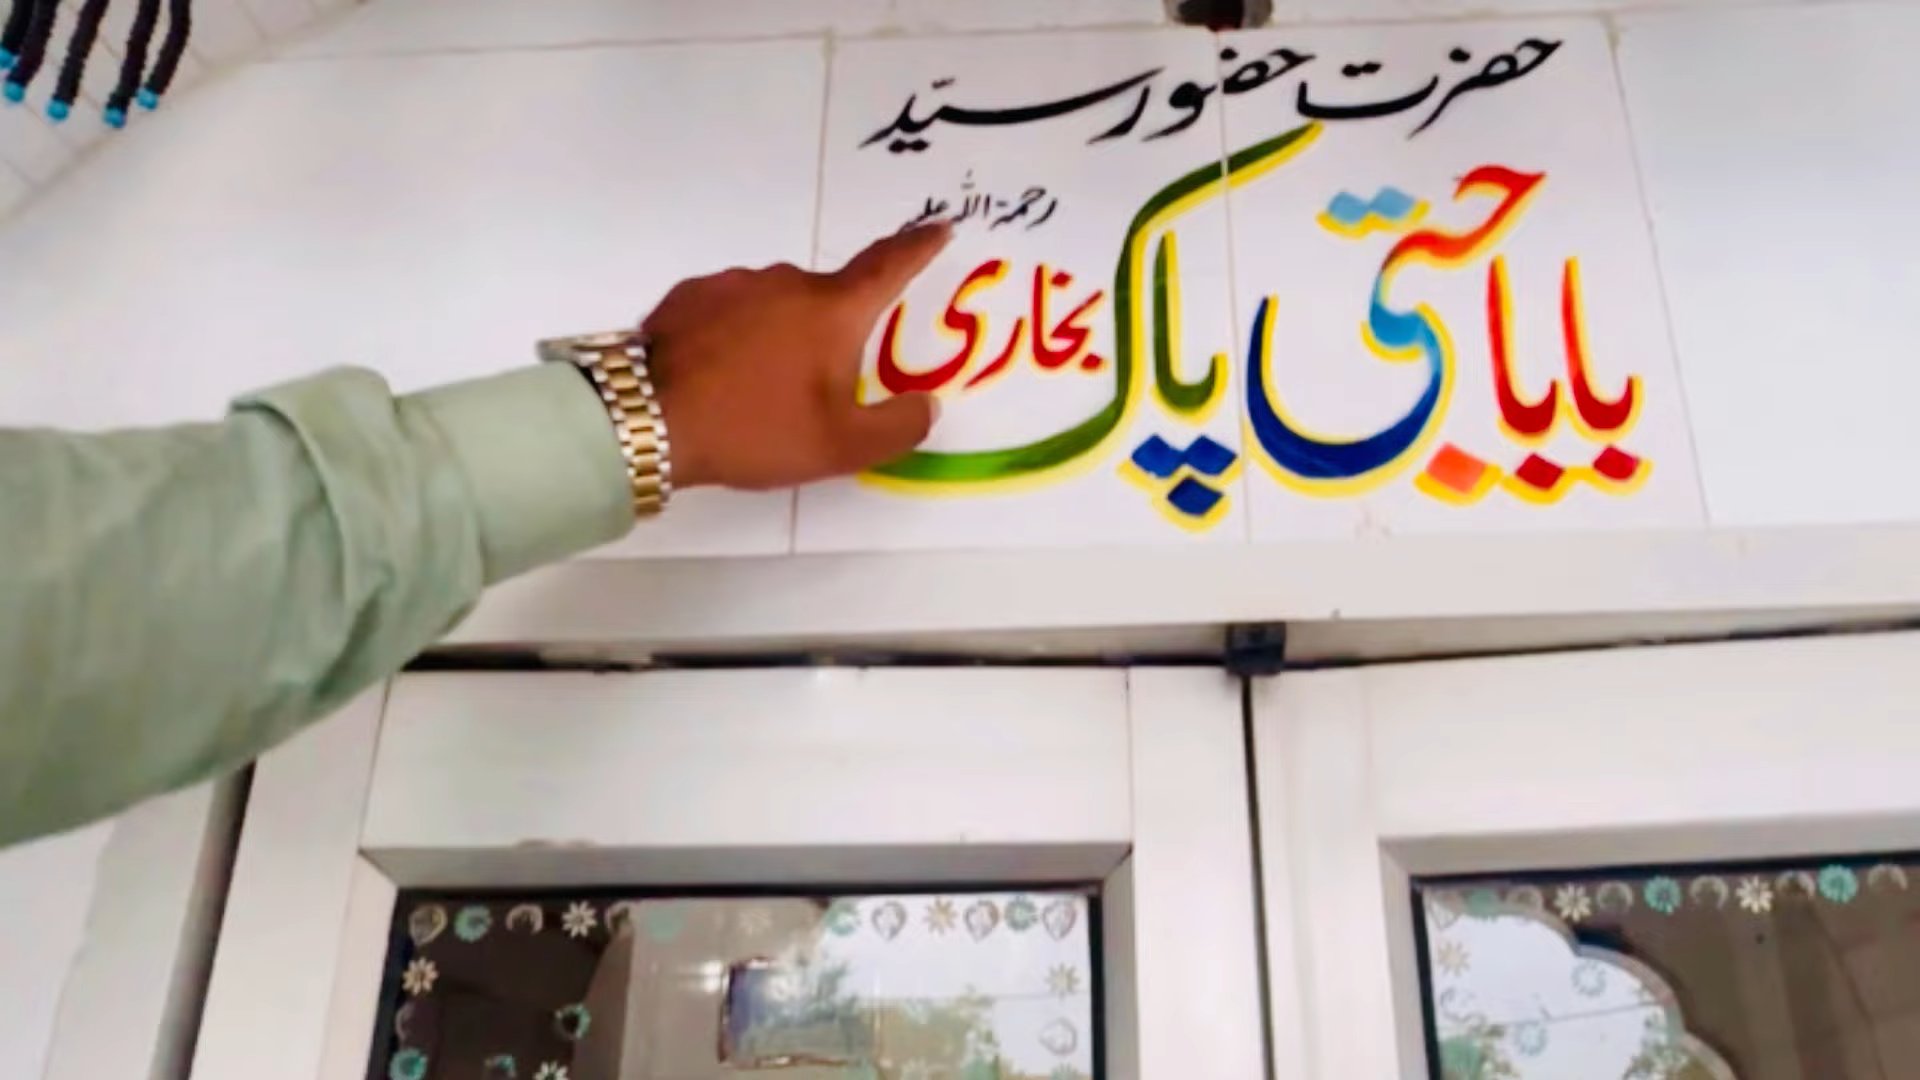 حضرت حضور سیّد
رحمۃ اللہ علیہ
بابا جتی پاک بخاری